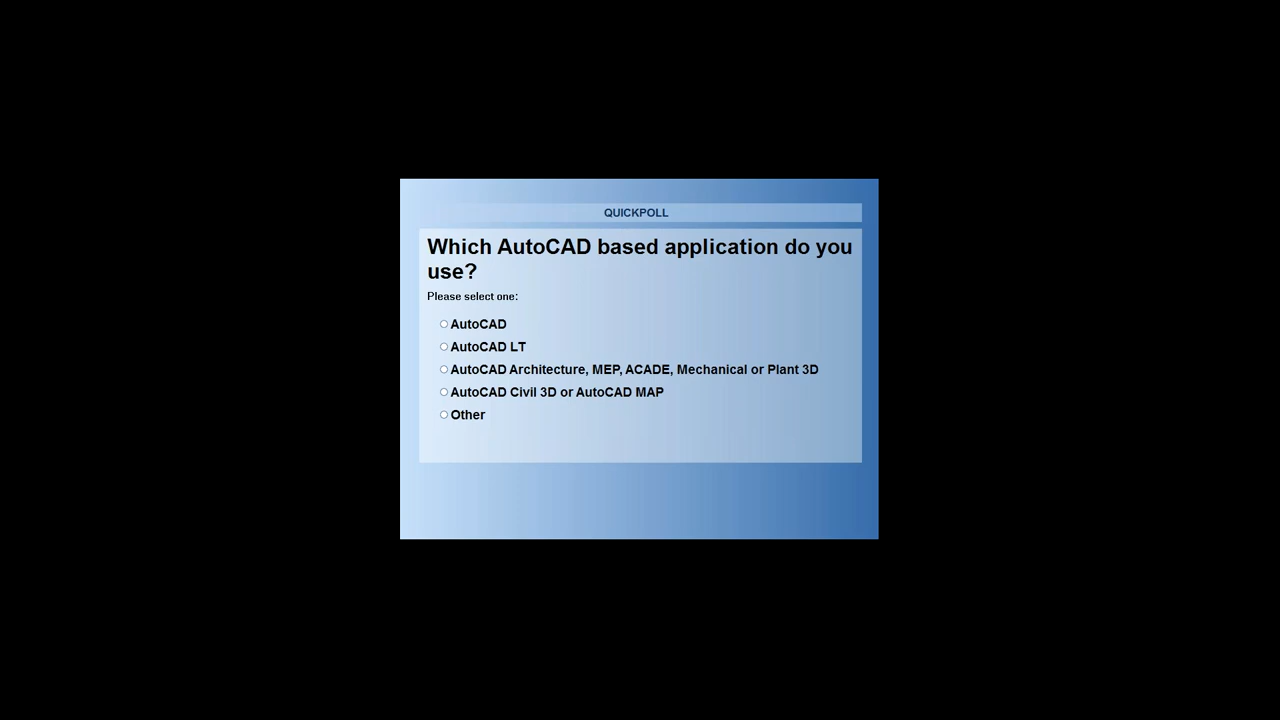 QUICKPOLL
Which AutoCAD based application do you
use?
Please select one:
AutoCAD
AutoCAD LT
AutoCAD Architecture, MEP, ACADE, Mechanical or Plant 3D
AutoCAD Civil 3D or AutoCAD MAP
Other